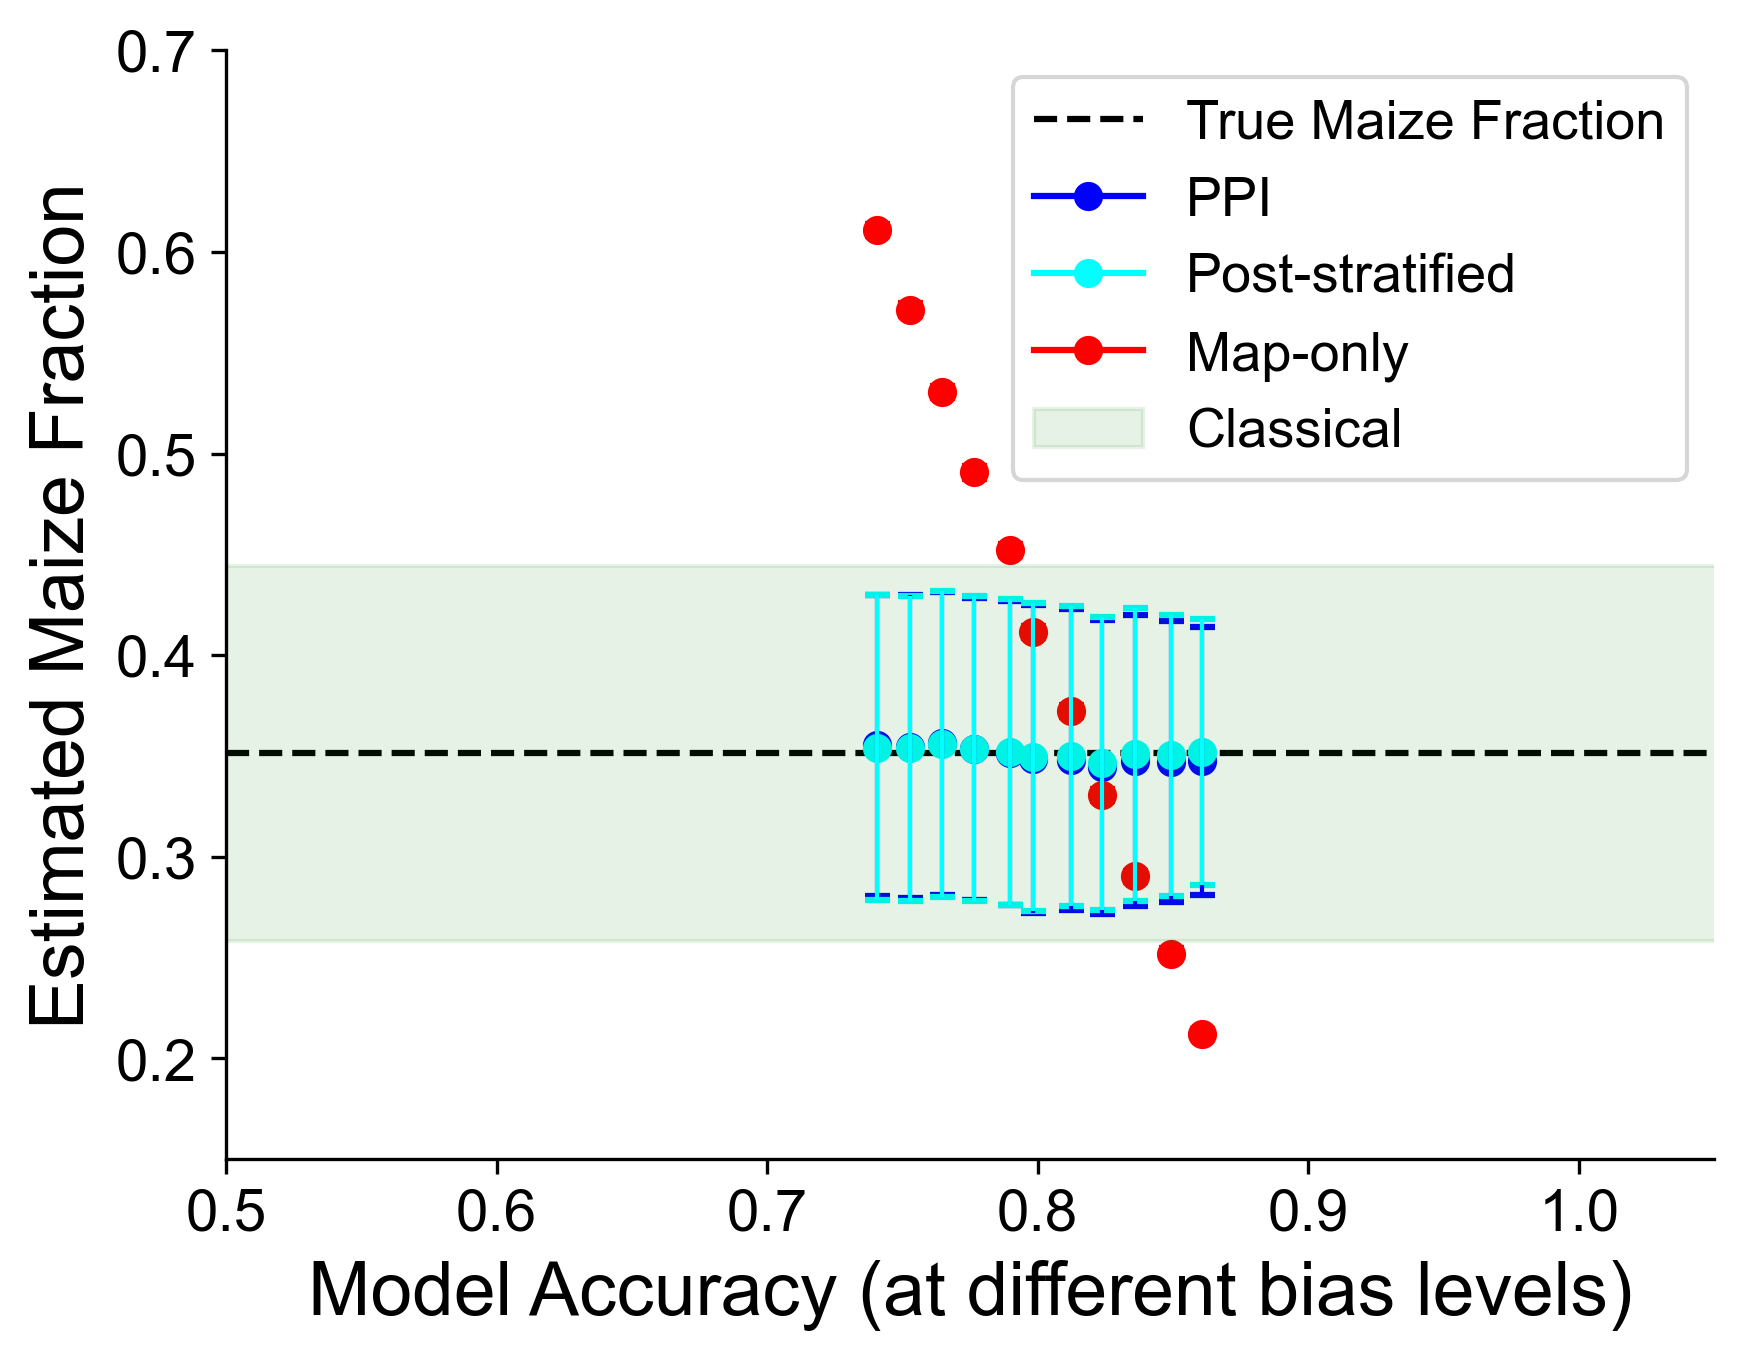 0.7
0.6
0.5
0.4
0.3
0.2
Estimated Maize Fraction
True Maize Fraction
PPI
Post-stratified
Map-only
Classical
0.5 0.6 0.7 0.8 0.9 1.0
Model Accuracy (at different bias levels)